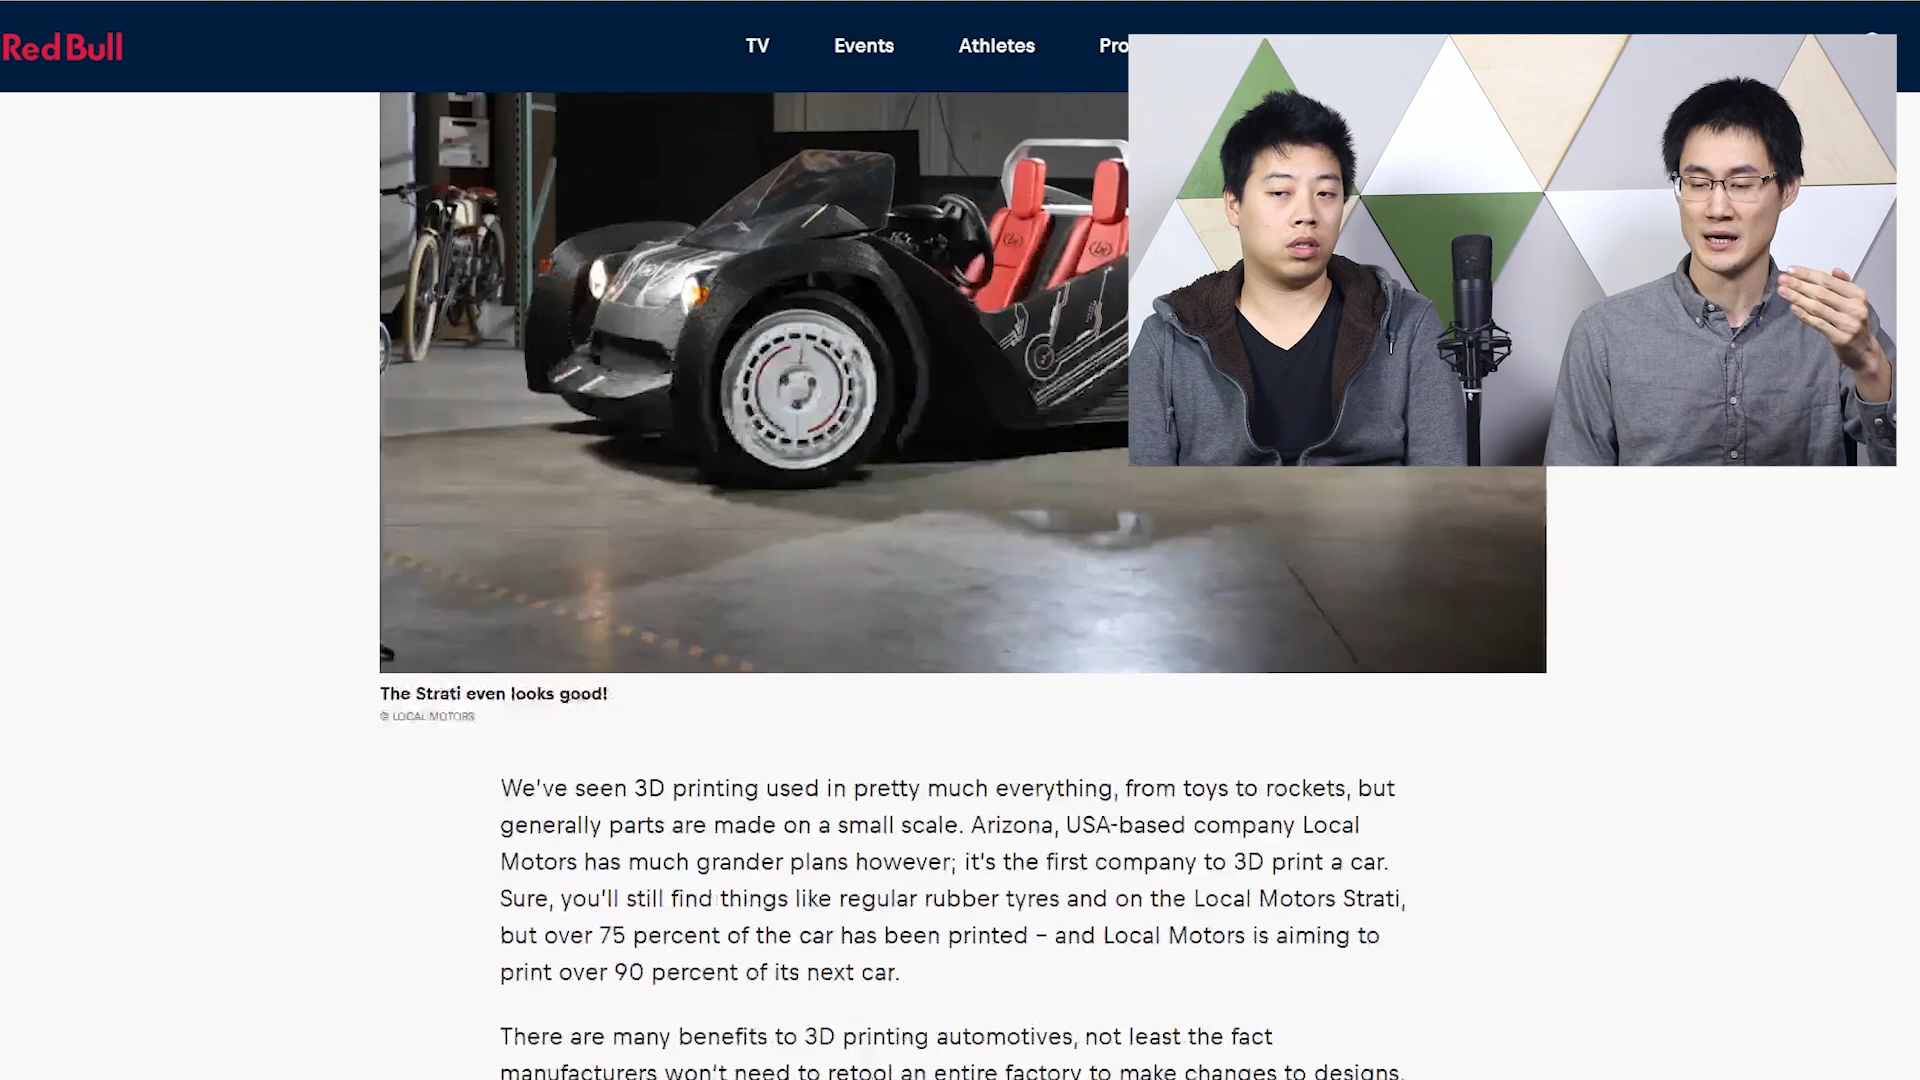 Red Bull
TV
Events
Athletes
Pro
The Strati even looks good!
© LOCAL MOTORS
We've seen 3D printing used in pretty much everything, from toys to rockets, but
generally parts are made on a small scale. Arizona, USA-based company Local
Motors has much grander plans however; it's the first company to 3D print a car.
Sure, you'll still find things like regular rubber tyres and on the Local Motors Strati,
but over 75 percent of the car has been printed – and Local Motors is aiming to
print over 90 percent of its next car.
There are many benefits to 3D printing automotives, not least the fact
manufacturers won't need to retool an entire factory to make changes to designs.